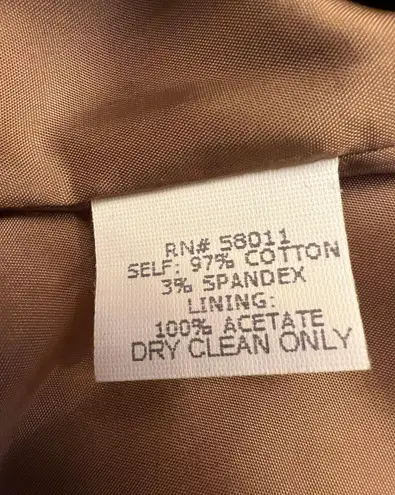 RN# 58011
SELF: 97% COTTON
3% SPANDEX
LINING:
100% ACETATE
DRY CLEAN ONLY